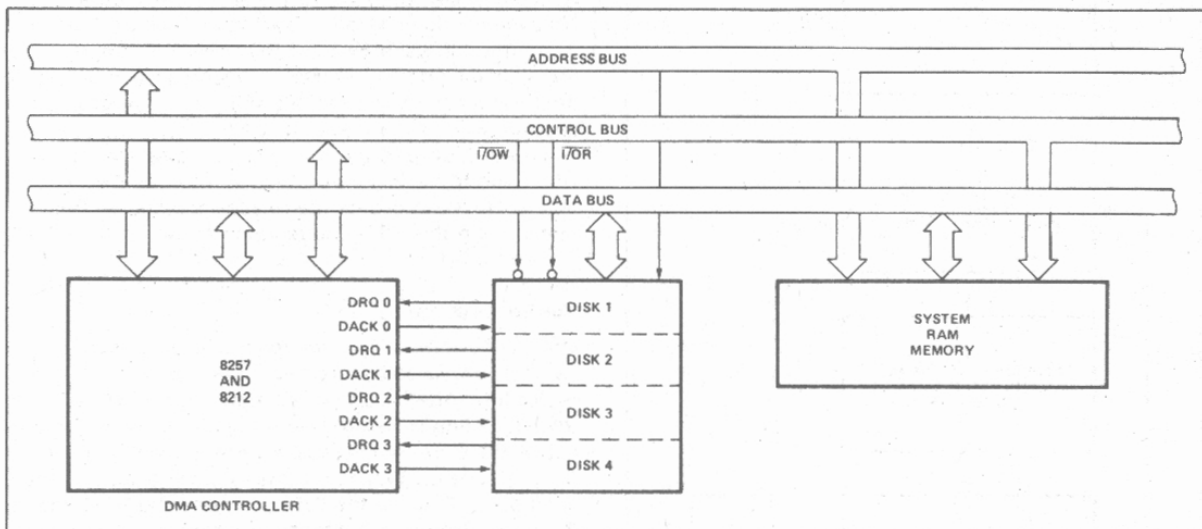 ADDRESS BUS
CONTROL BUS
I/OW
I/OR
DATA BUS
DRQ 0
DACK 0
DRQ 1
DACK 1
DRQ 2
DACK 2
DRQ 3
DACK 3
8257
AND
8212
DMA CONTROLLER
DISK 1
DISK 2
DISK 3
DISK 4
SYSTEM
RAM
MEMORY